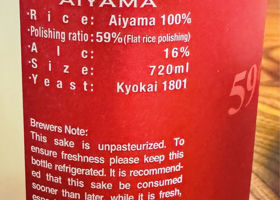 AIYAMA
·Rice: Aiyama 100%
·Polishing ratio: 59%(Flat rice polishing)
·Alc: 16%
·Size: 720ml
·Yeast: Kyokai 1801
59
Brewers Note:
This sake is unpasteurized. To
ensure freshness please keep this
bottle refrigerated. It is recommend-
ed that this sake be consumed
sooner than later, while it is fresh,